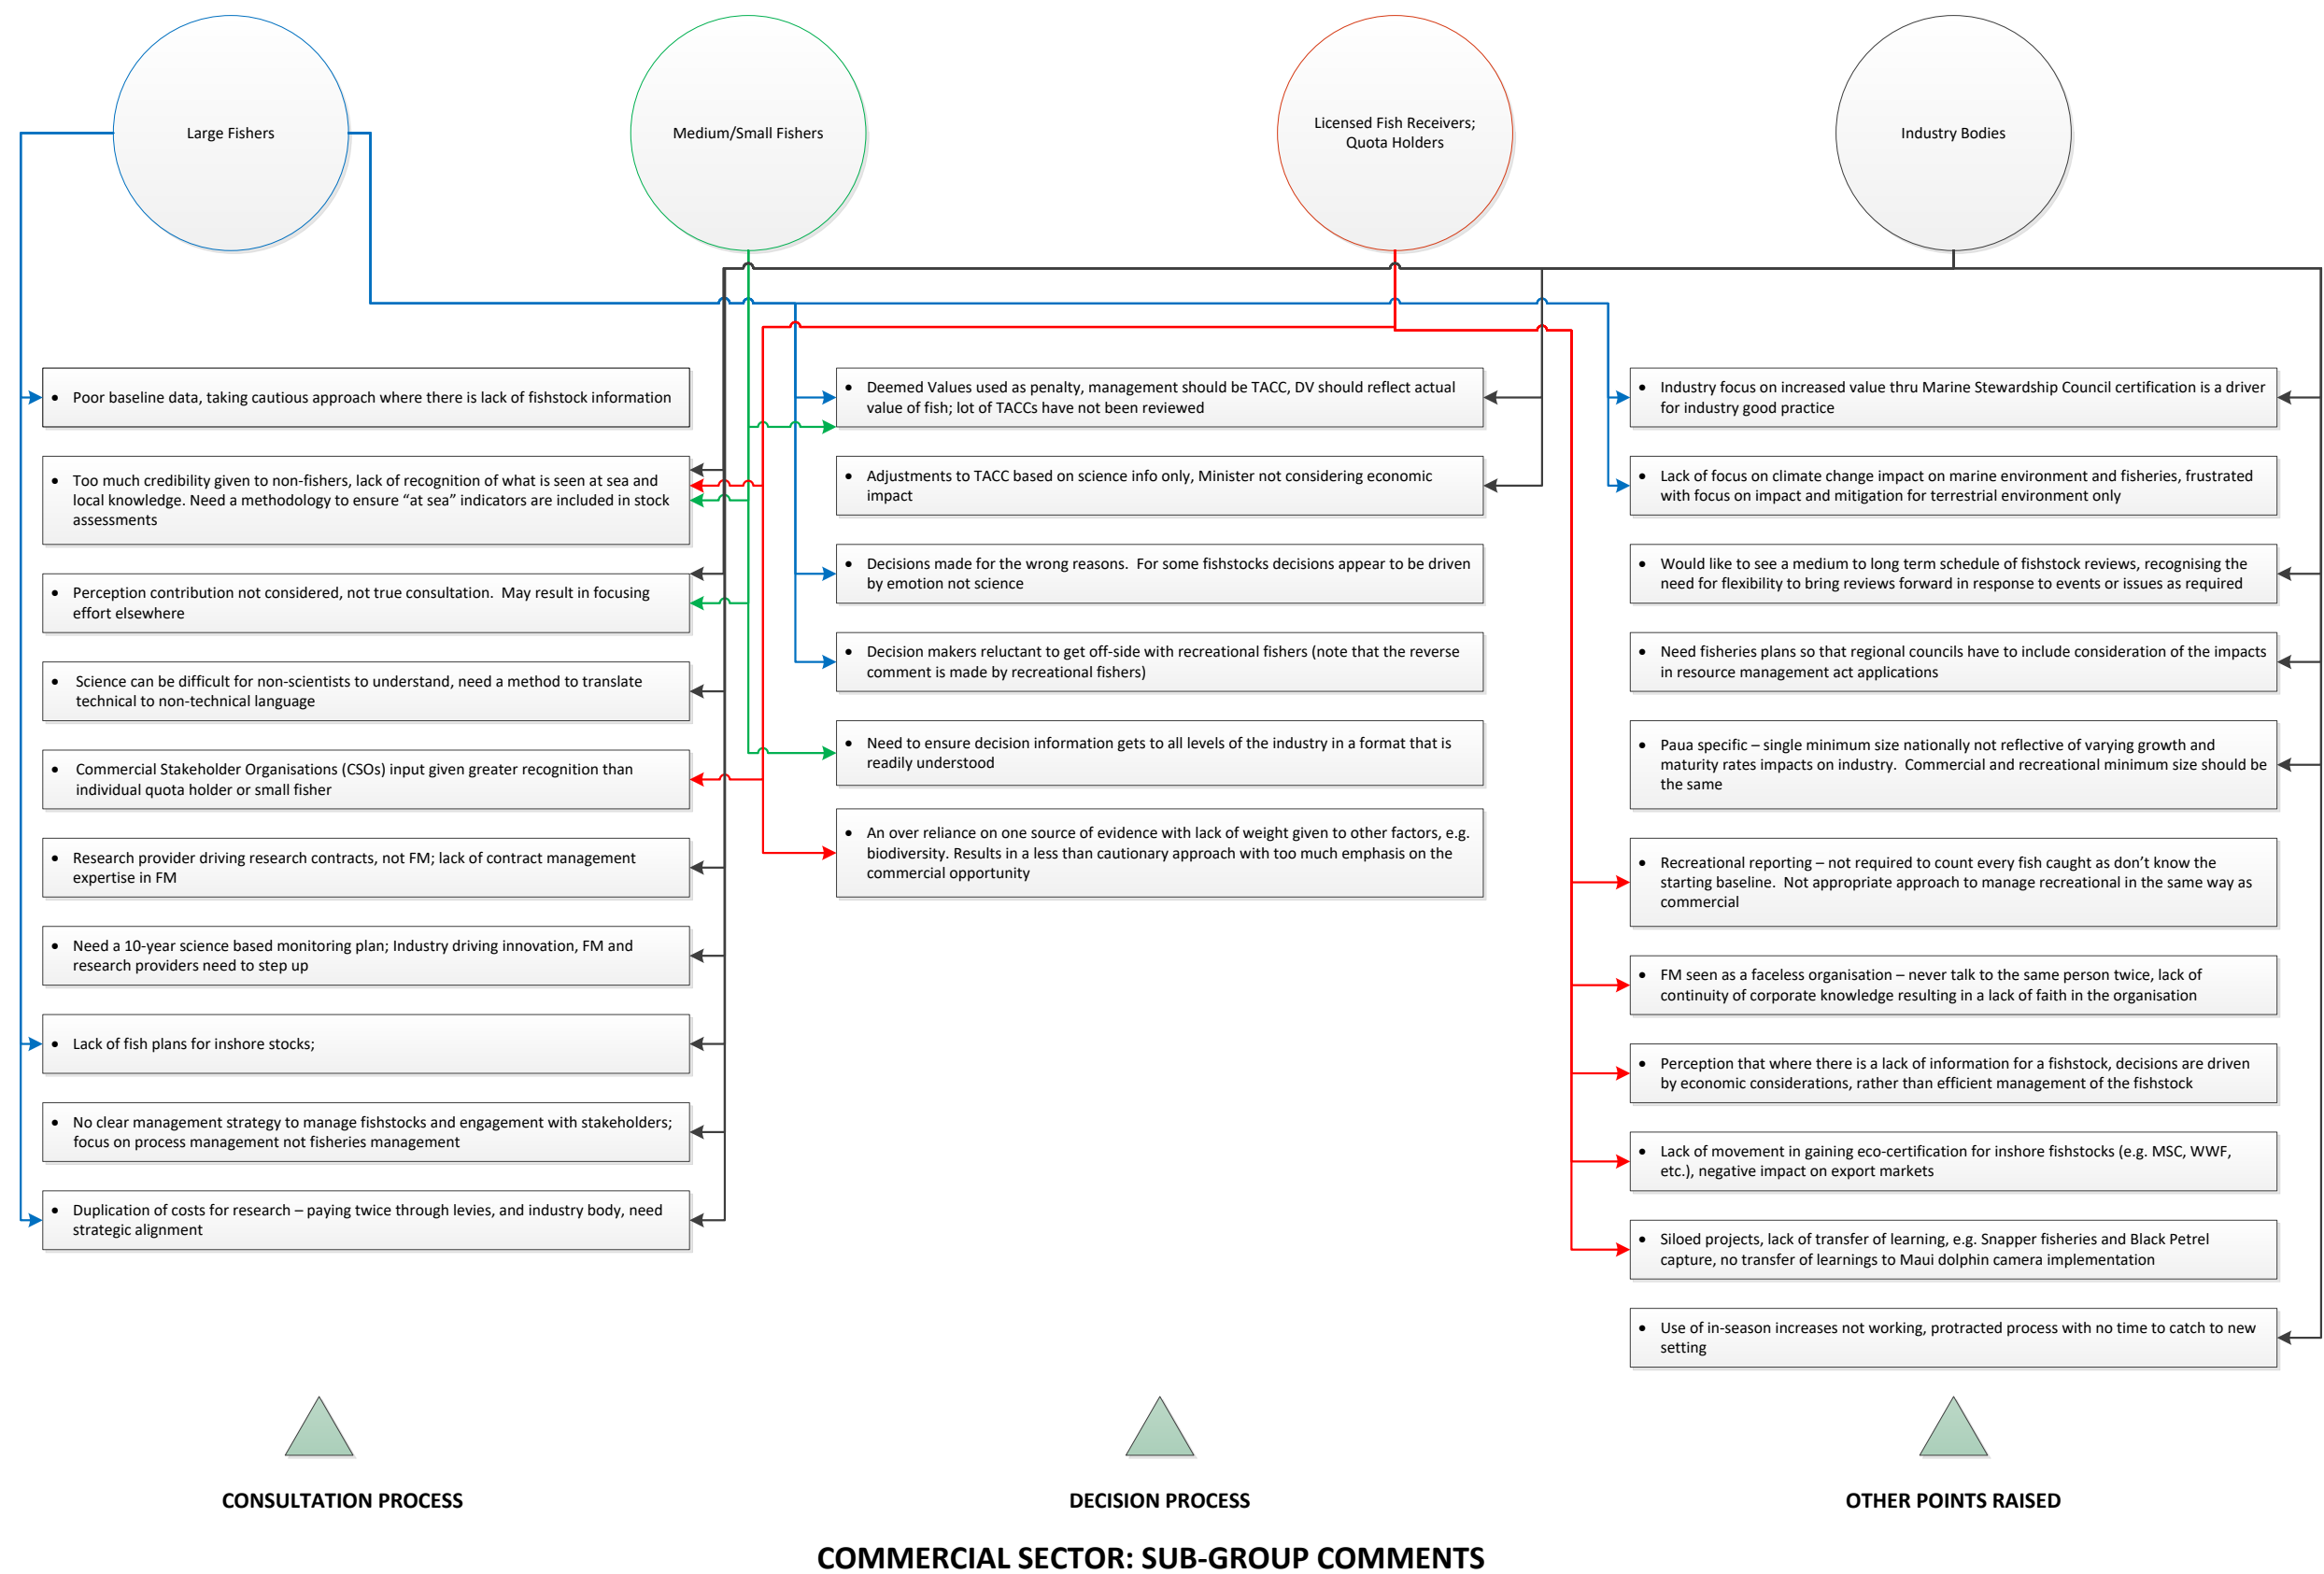 Large Fishers
Medium/Small Fishers
Licensed Fish Receivers;
Quota Holders
Industry Bodies
• Poor baseline data, taking cautious approach where there is lack of fishstock information
• Too much credibility given to non-fishers, lack of recognition of what is seen at sea and
local knowledge. Need a methodology to ensure “at sea” indicators are included in stock
assessments
• Perception contribution not considered, not true consultation.  May result in focusing
effort elsewhere
• Science can be difficult for non-scientists to understand, need a method to translate
technical to non-technical language
• Commercial Stakeholder Organisations (CSOs) input given greater recognition than
individual quota holder or small fisher
• Research provider driving research contracts, not FM; lack of contract management
expertise in FM
• Need a 10-year science based monitoring plan; Industry driving innovation, FM and
research providers need to step up
• Lack of fish plans for inshore stocks;
• No clear management strategy to manage fishstocks and engagement with stakeholders;
focus on process management not fisheries management
• Duplication of costs for research – paying twice through levies, and industry body, need
strategic alignment
• Deemed Values used as penalty, management should be TACC, DV should reflect actual
value of fish; lot of TACCs have not been reviewed
• Adjustments to TACC based on science info only, Minister not considering economic
impact
• Decisions made for the wrong reasons.  For some fishstocks decisions appear to be driven
by emotion not science
• Decision makers reluctant to get off-side with recreational fishers (note that the reverse
comment is made by recreational fishers)
• Need to ensure decision information gets to all levels of the industry in a format that is
readily understood
• An over reliance on one source of evidence with lack of weight given to other factors, e.g.
biodiversity. Results in a less than cautionary approach with too much emphasis on the
commercial opportunity
• Industry focus on increased value thru Marine Stewardship Council certification is a driver
for industry good practice
• Lack of focus on climate change impact on marine environment and fisheries, frustrated
with focus on impact and mitigation for terrestrial environment only
• Would like to see a medium to long term schedule of fishstock reviews, recognising the
need for flexibility to bring reviews forward in response to events or issues as required
• Need fisheries plans so that regional councils have to include consideration of the impacts
in resource management act applications
• Paua specific – single minimum size nationally not reflective of varying growth and
maturity rates impacts on industry.  Commercial and recreational minimum size should be
the same
• Recreational reporting – not required to count every fish caught as don’t know the
starting baseline.  Not appropriate approach to manage recreational in the same way as
commercial
• FM seen as a faceless organisation – never talk to the same person twice, lack of
continuity of corporate knowledge resulting in a lack of faith in the organisation
• Perception that where there is a lack of information for a fishstock, decisions are driven
by economic considerations, rather than efficient management of the fishstock
• Lack of movement in gaining eco-certification for inshore fishstocks (e.g. MSC, WWF,
etc.), negative impact on export markets
• Siloed projects, lack of transfer of learning, e.g. Snapper fisheries and Black Petrel
capture, no transfer of learnings to Maui dolphin camera implementation
• Use of in-season increases not working, protracted process with no time to catch to new
setting
CONSULTATION PROCESS
DECISION PROCESS
OTHER POINTS RAISED
COMMERCIAL SECTOR: SUB-GROUP COMMENTS